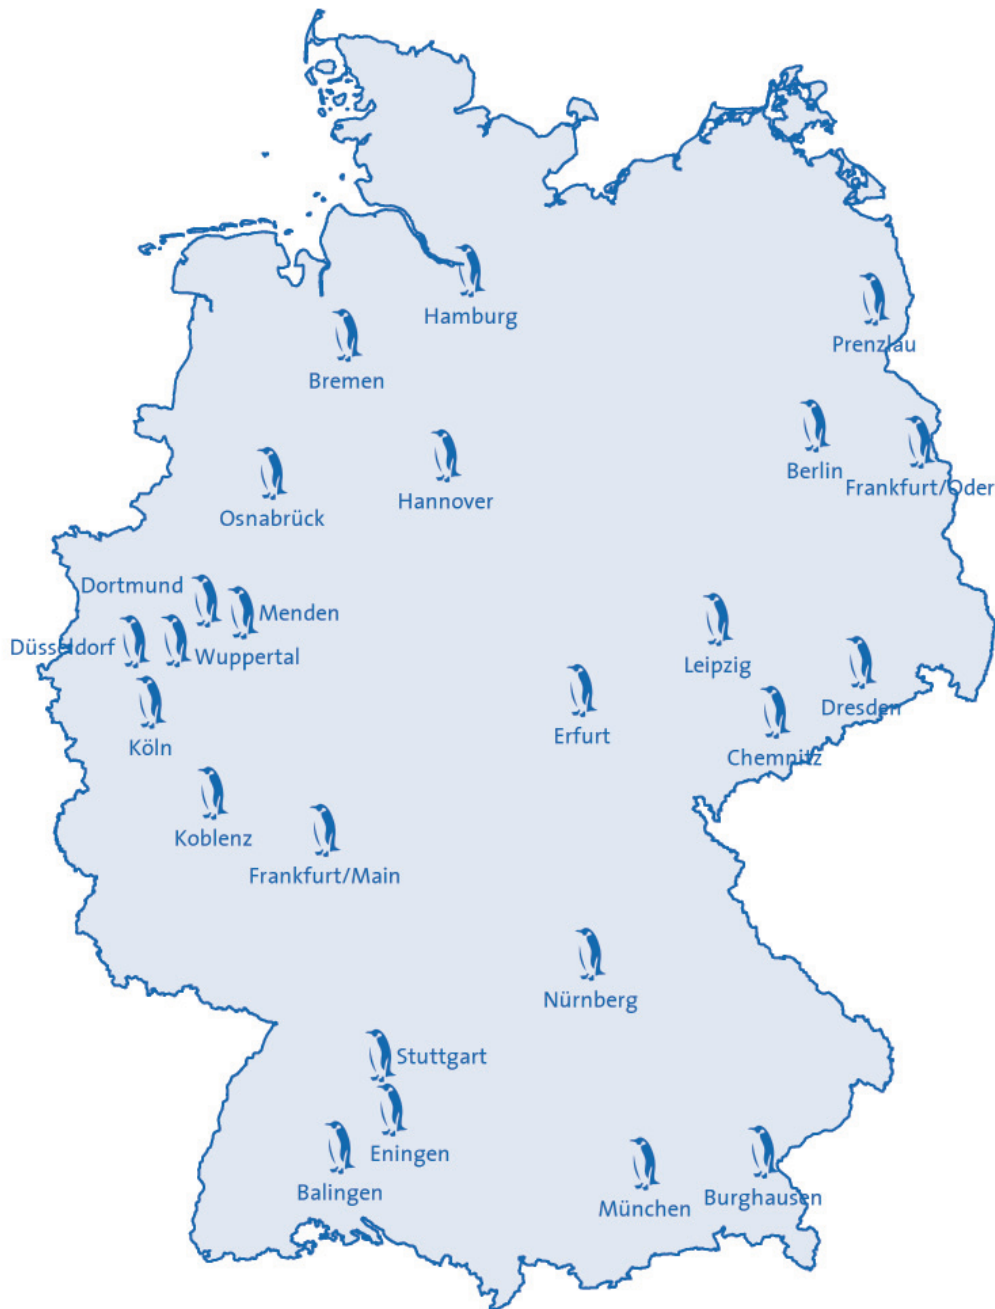 Hamburg
Prenzlau
Bremen
Berlin
Frankfurt/Oder
Hannover
Osnabrück
Dortmund
Menden
Düsseldorf
Wuppertal
Leipzig
Dresden
Erfurt
Köln
Chemnitz
Koblenz
Frankfurt/Main
Nürnberg
Stuttgart
Eningen
Balingen
München
Burghausen